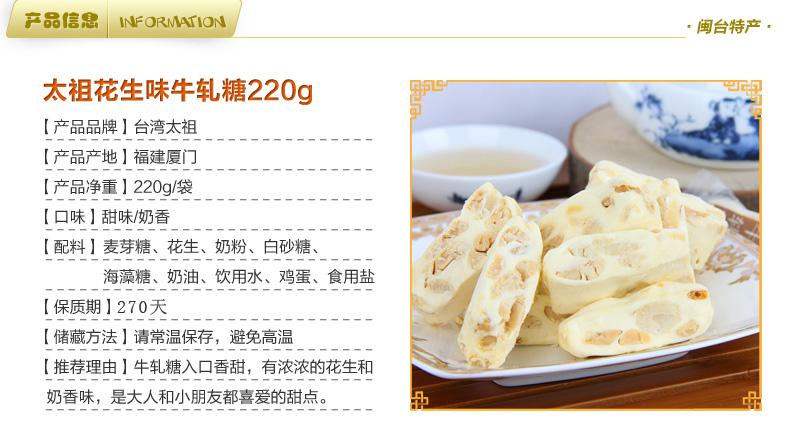 产品信息 INFORMATION
·闽台特产·
太祖花生味牛轧糖220g
【产品品牌】台湾太祖
【产品产地】福建厦门
【产品净重】220g/袋
【口味】甜味/奶香
【配料】麦芽糖、花生、奶粉、白砂糖、
海藻糖、奶油、饮用水、鸡蛋、食用盐
【保质期】270天
【储藏方法】请常温保存，避免高温
【推荐理由】牛轧糖入口香甜，有浓浓的花生和
奶香味，是大人和小朋友都喜爱的甜点。